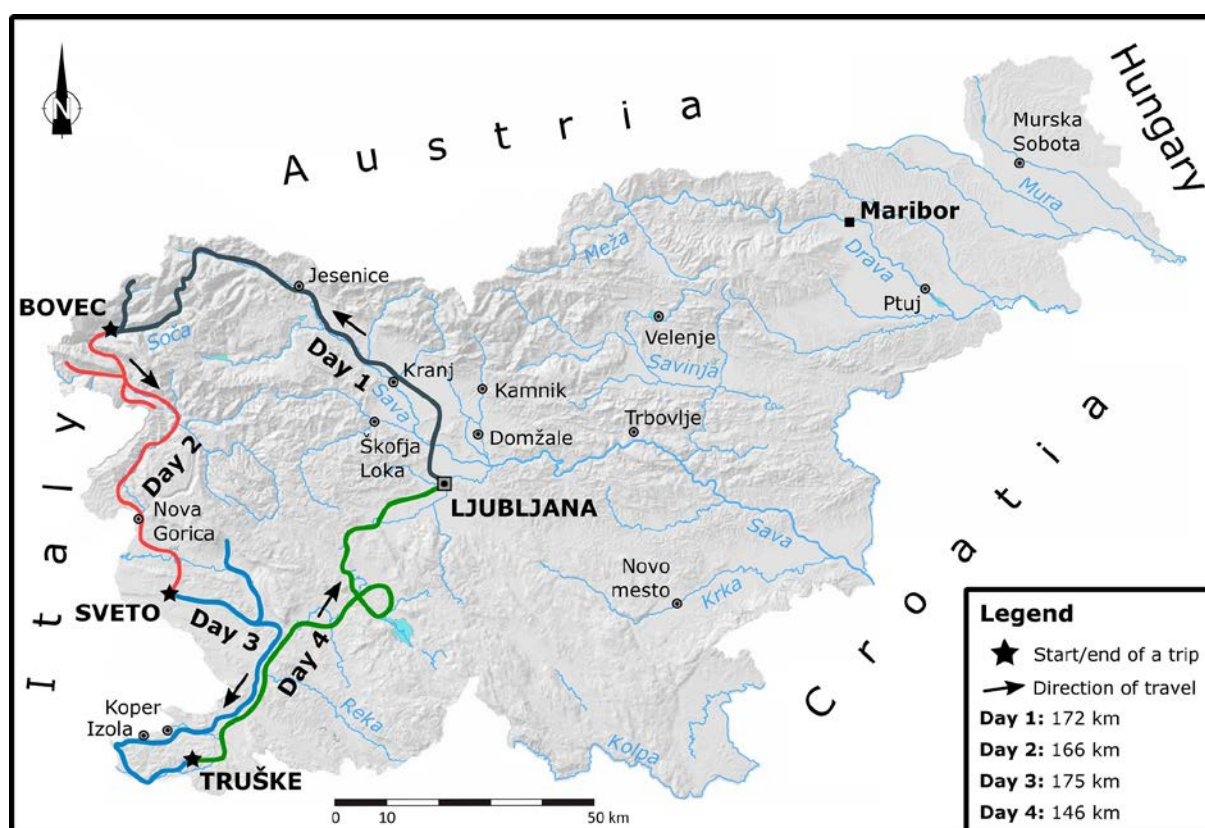 N
Austria
Hungary
Murska
Sobota
Mura
Maribor
Meža
Drava
Jesenice
Ptuj
BOVEC
Soča
Velenje
Day 1
Kranj
Savinja
Kamnik
Sava
Trbovlje
Italy
Škofja
Loka
Domžale
Day 2
Croatia
LJUBLJANA
Nova
Gorica
Sava
Novo
mesto
Krka
SVETO
Day 3
Day 4
Koper
Izola
Reka
Kolpa
TRUŠKE
0 10 50 km
Legend
Start/end of a trip
Direction of travel
Day 1: 172 km
Day 2: 166 km
Day 3: 175 km
Day 4: 146 km